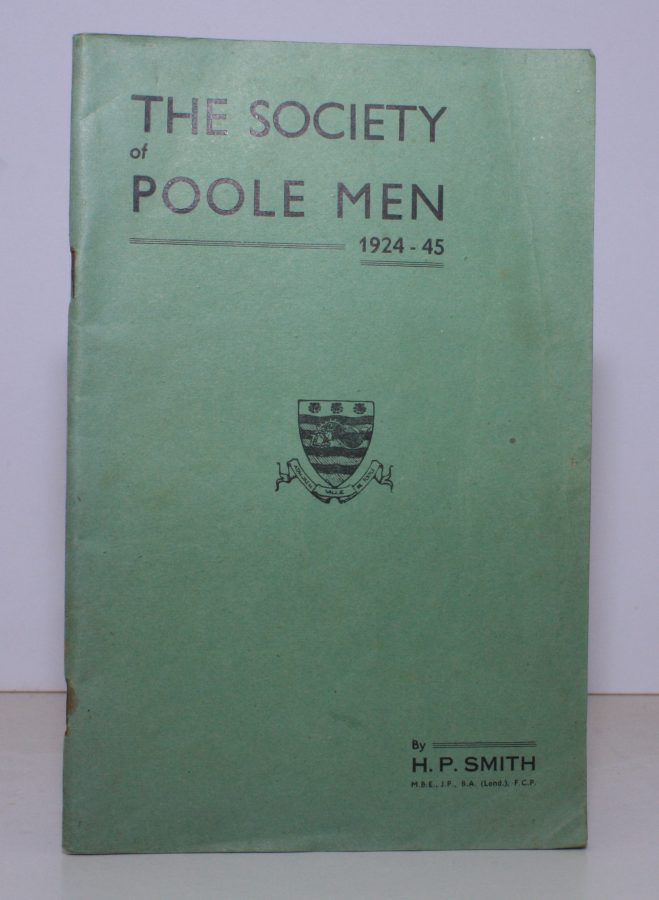 THE SOCIETY
of
POOLE MEN
1924 - 45
By
H. P. SMITH
M.B.E., J.P., B.A. (Lond.), F.C.P.